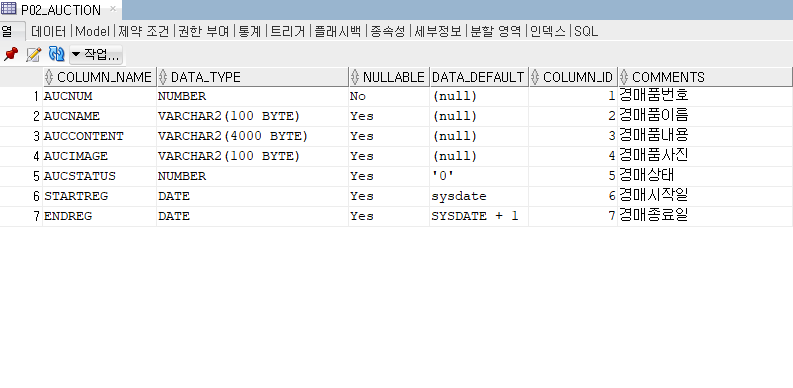 P02_AUCTION
열 데이터 Model 제약 조건 권한 부여 통계 트리거 플래시백 종속성 세부정보 분할 영역 인덱스 SQL
작업...
COLUMN_NAME DATA_TYPE NULLABLE DATA_DEFAULT COLUMN_ID COMMENTS
1 AUCNUM NUMBER No (null) 1 경매품번호
2 AUCNAME VARCHAR2(100 BYTE) Yes (null) 2 경매품이름
3 AUCCONTENT VARCHAR2(4000 BYTE) Yes (null) 3 경매품내용
4 AUCIMAGE VARCHAR2(100 BYTE) Yes (null) 4 경매품사진
5 AUCSTATUS NUMBER Yes '0' 5 경매상태
6 STARTREG DATE Yes sysdate 6 경매시작일
7 ENDREG DATE Yes SYSDATE + 1 7 경매종료일